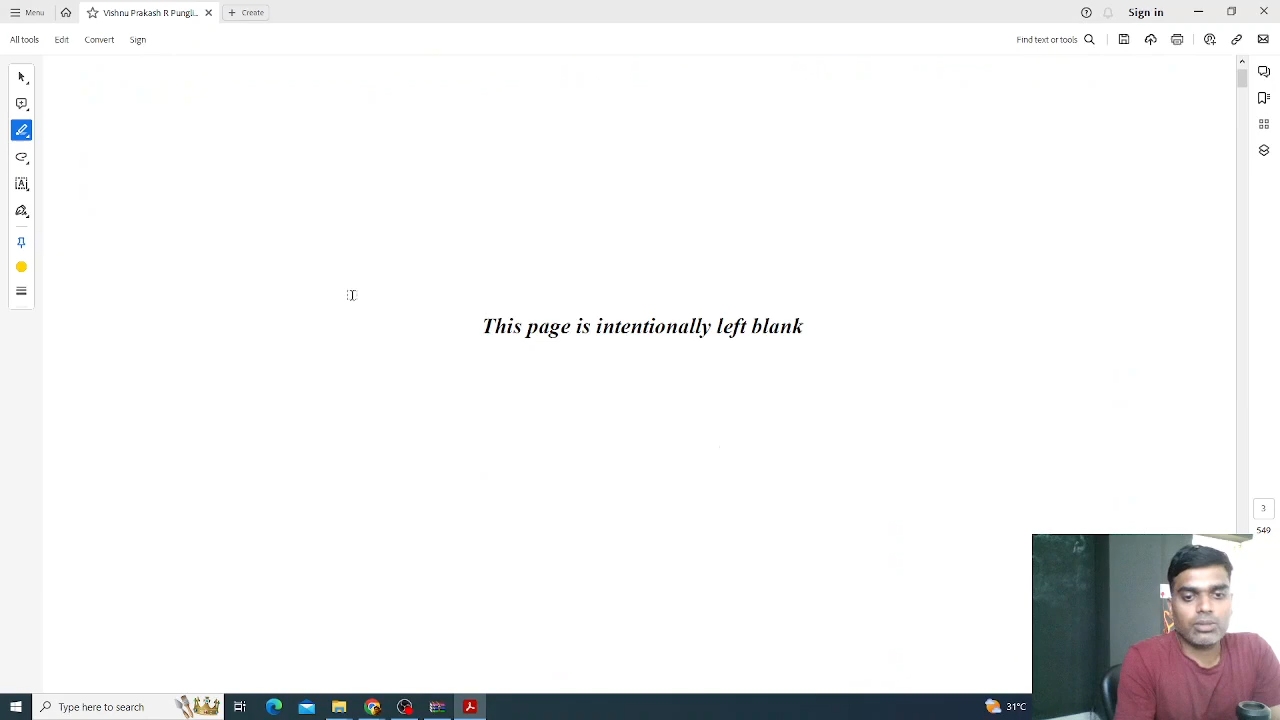 Menu
Vishnu Prakash R Pungli...
Create
Sign in
All tools
Edit
Convert
Sign
Find text or tools
This page is intentionally left blank
3
549
Type here to search
31°C